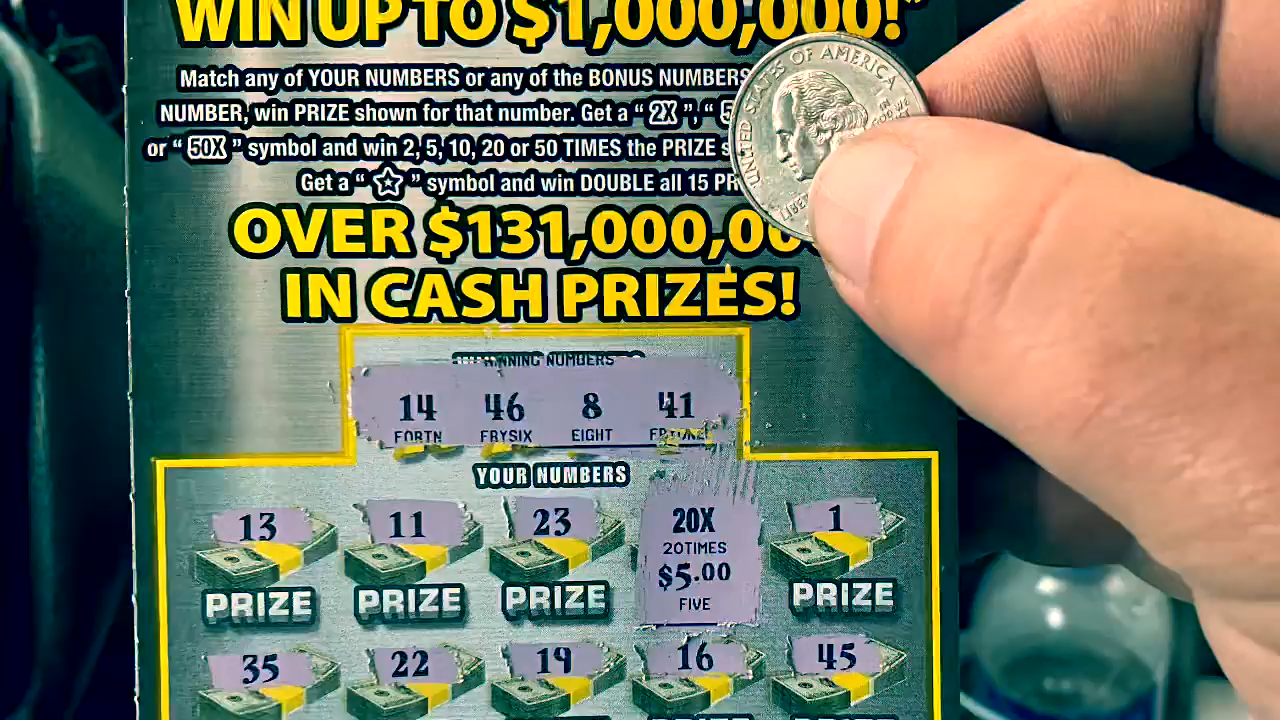 WIN UP TO $1,000,000!*
Match any of YOUR NUMBERS or any of the BONUS NUMBERS
NUMBER, win PRIZE shown for that number. Get a " 2X ", "
or " 50X " symbol and win 2, 5, 10, 20 or 50 TIMES the PRIZE
Get a " ☆ " symbol and win DOUBLE all 15
OVER $131,000,00
IN CASH PRIZES!
WINNING NUMBERS
14 46 8 41
FORTN FRYSIX EIGHT
YOUR NUMBERS
13 11 23 20X 1
20TIMES
$5.00
PRIZE PRIZE PRIZE FIVE PRIZE
35 22 19 16 45
UNITED STATES OF AMERICA